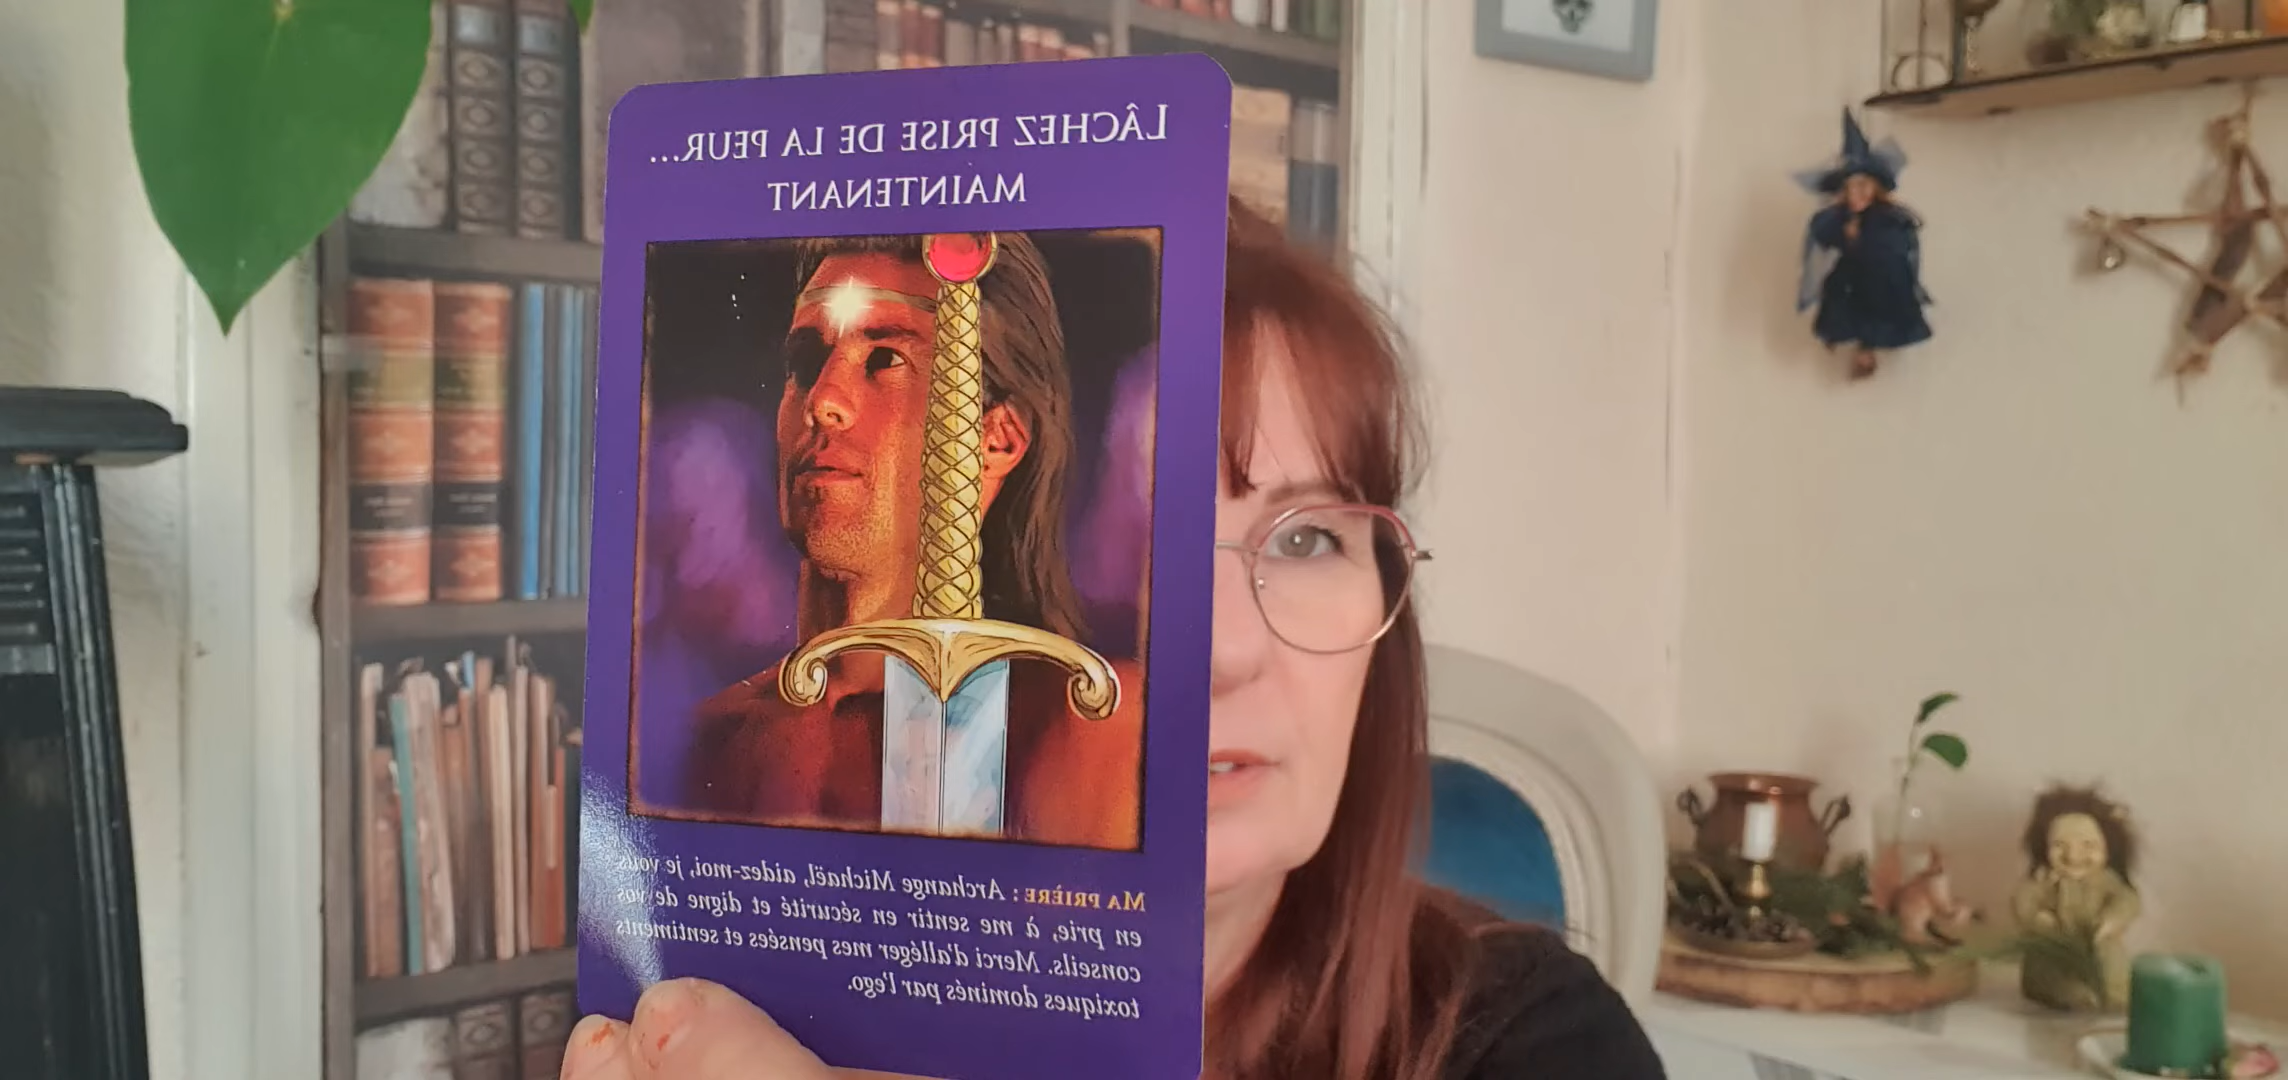 LÂCHEZ PRISE DE LA PEUR...
MAINTENANT
MA PRIÈRE : Archange Michaël, aidez-moi, je vous
en prie, à me sentir en sécurité et digne de vos
conseils. Merci d'alléger mes pensées et sentiments
toxiques dominés par l'ego.